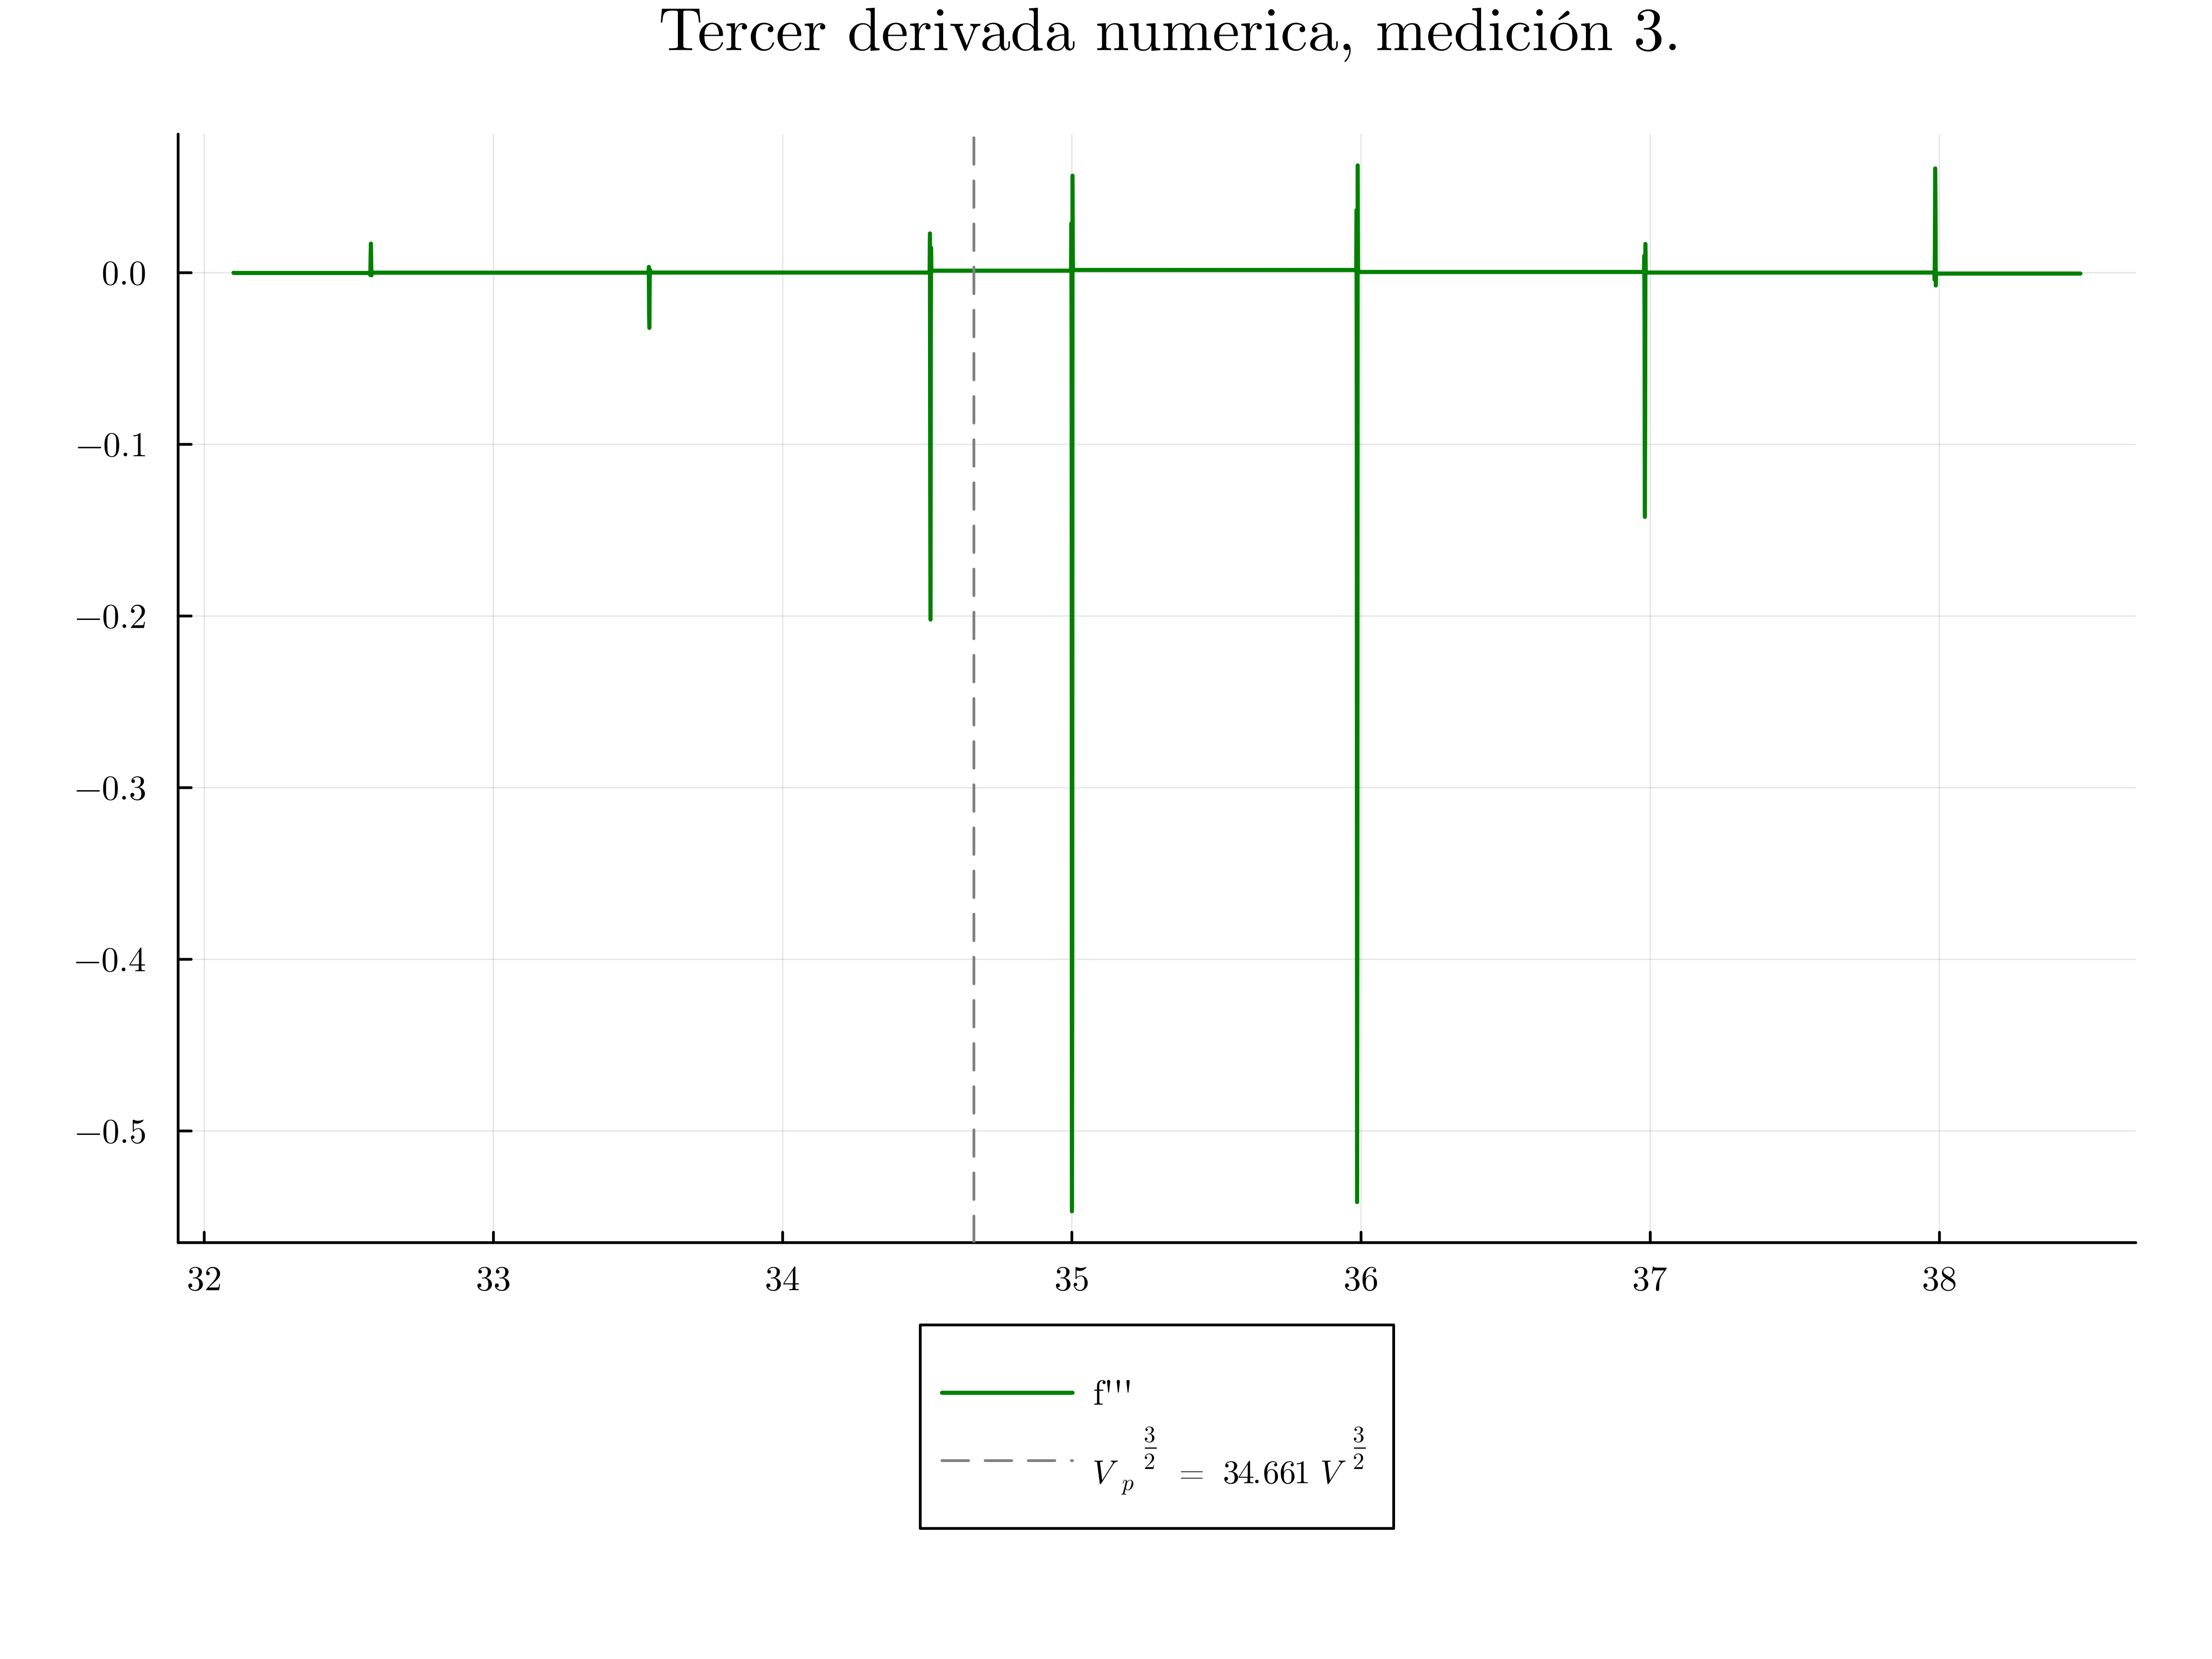 Tercer derivada numerica, medición 3.
0.0
−0.1
−0.2
−0.3
−0.4
−0.5
32 33 34 35 36 37 38
f'''
V_p^{3/2} = 34.661 V^{3/2}